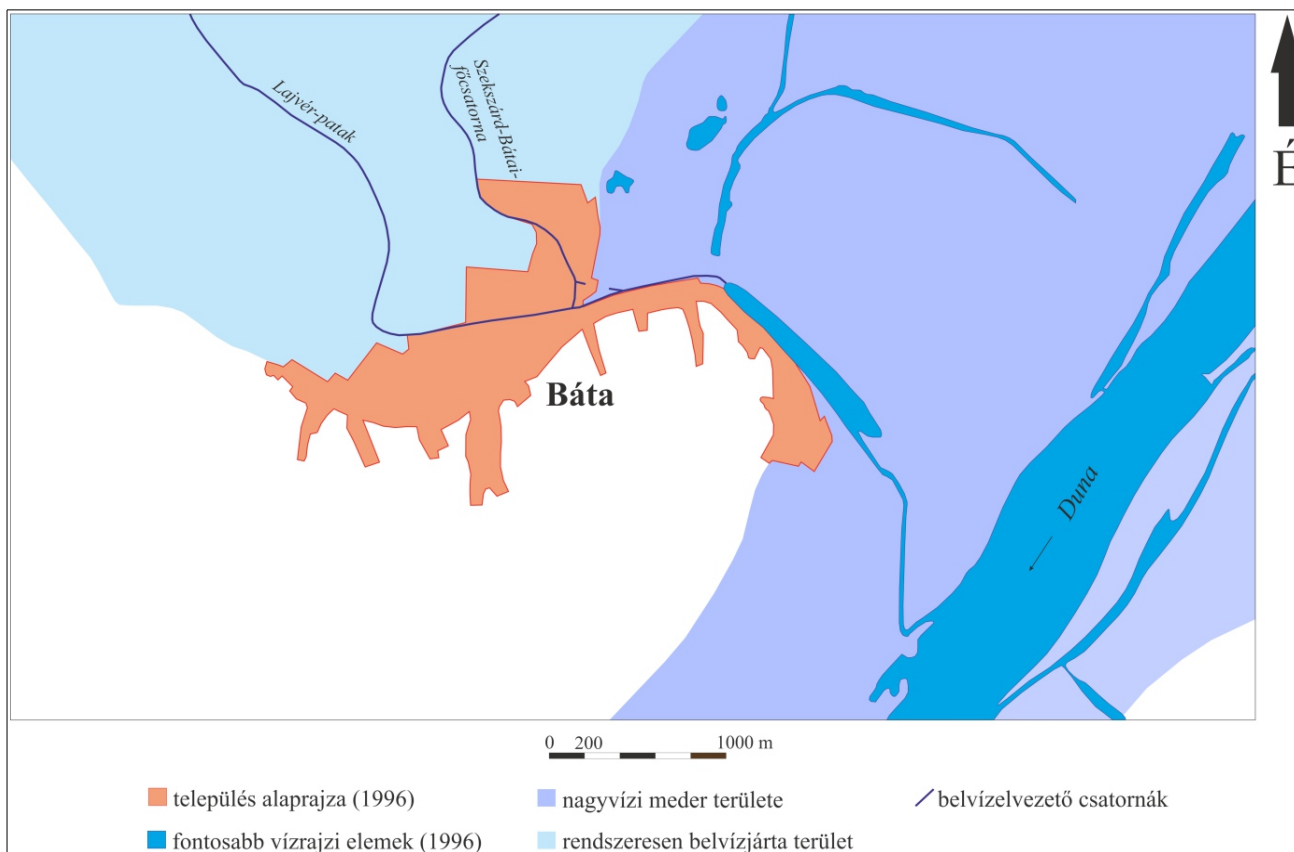 Lajvér-patak
Szekszárd-Bátai-
főcsatorna
É
Báta
Duna
0 200 1000 m
település alaprajza (1996)
fontosabb vízrajzi elemek (1996)
nagyvízi meder területe
rendszeresen belvízjárta terület
belvízelvezető csatornák